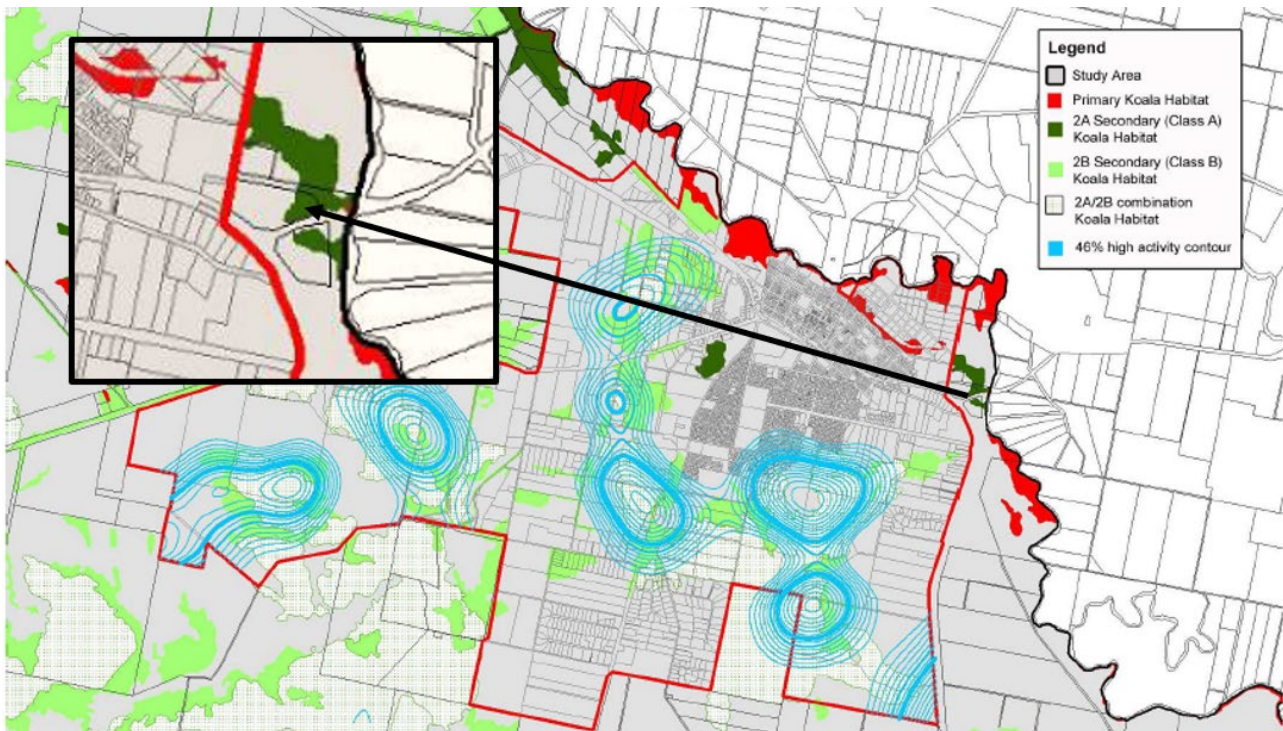 Legend
Study Area
Primary Koala Habitat
2A Secondary (Class A)
Koala Habitat
2B Secondary (Class B)
Koala Habitat
2A/2B combination
Koala Habitat
46% high activity contour